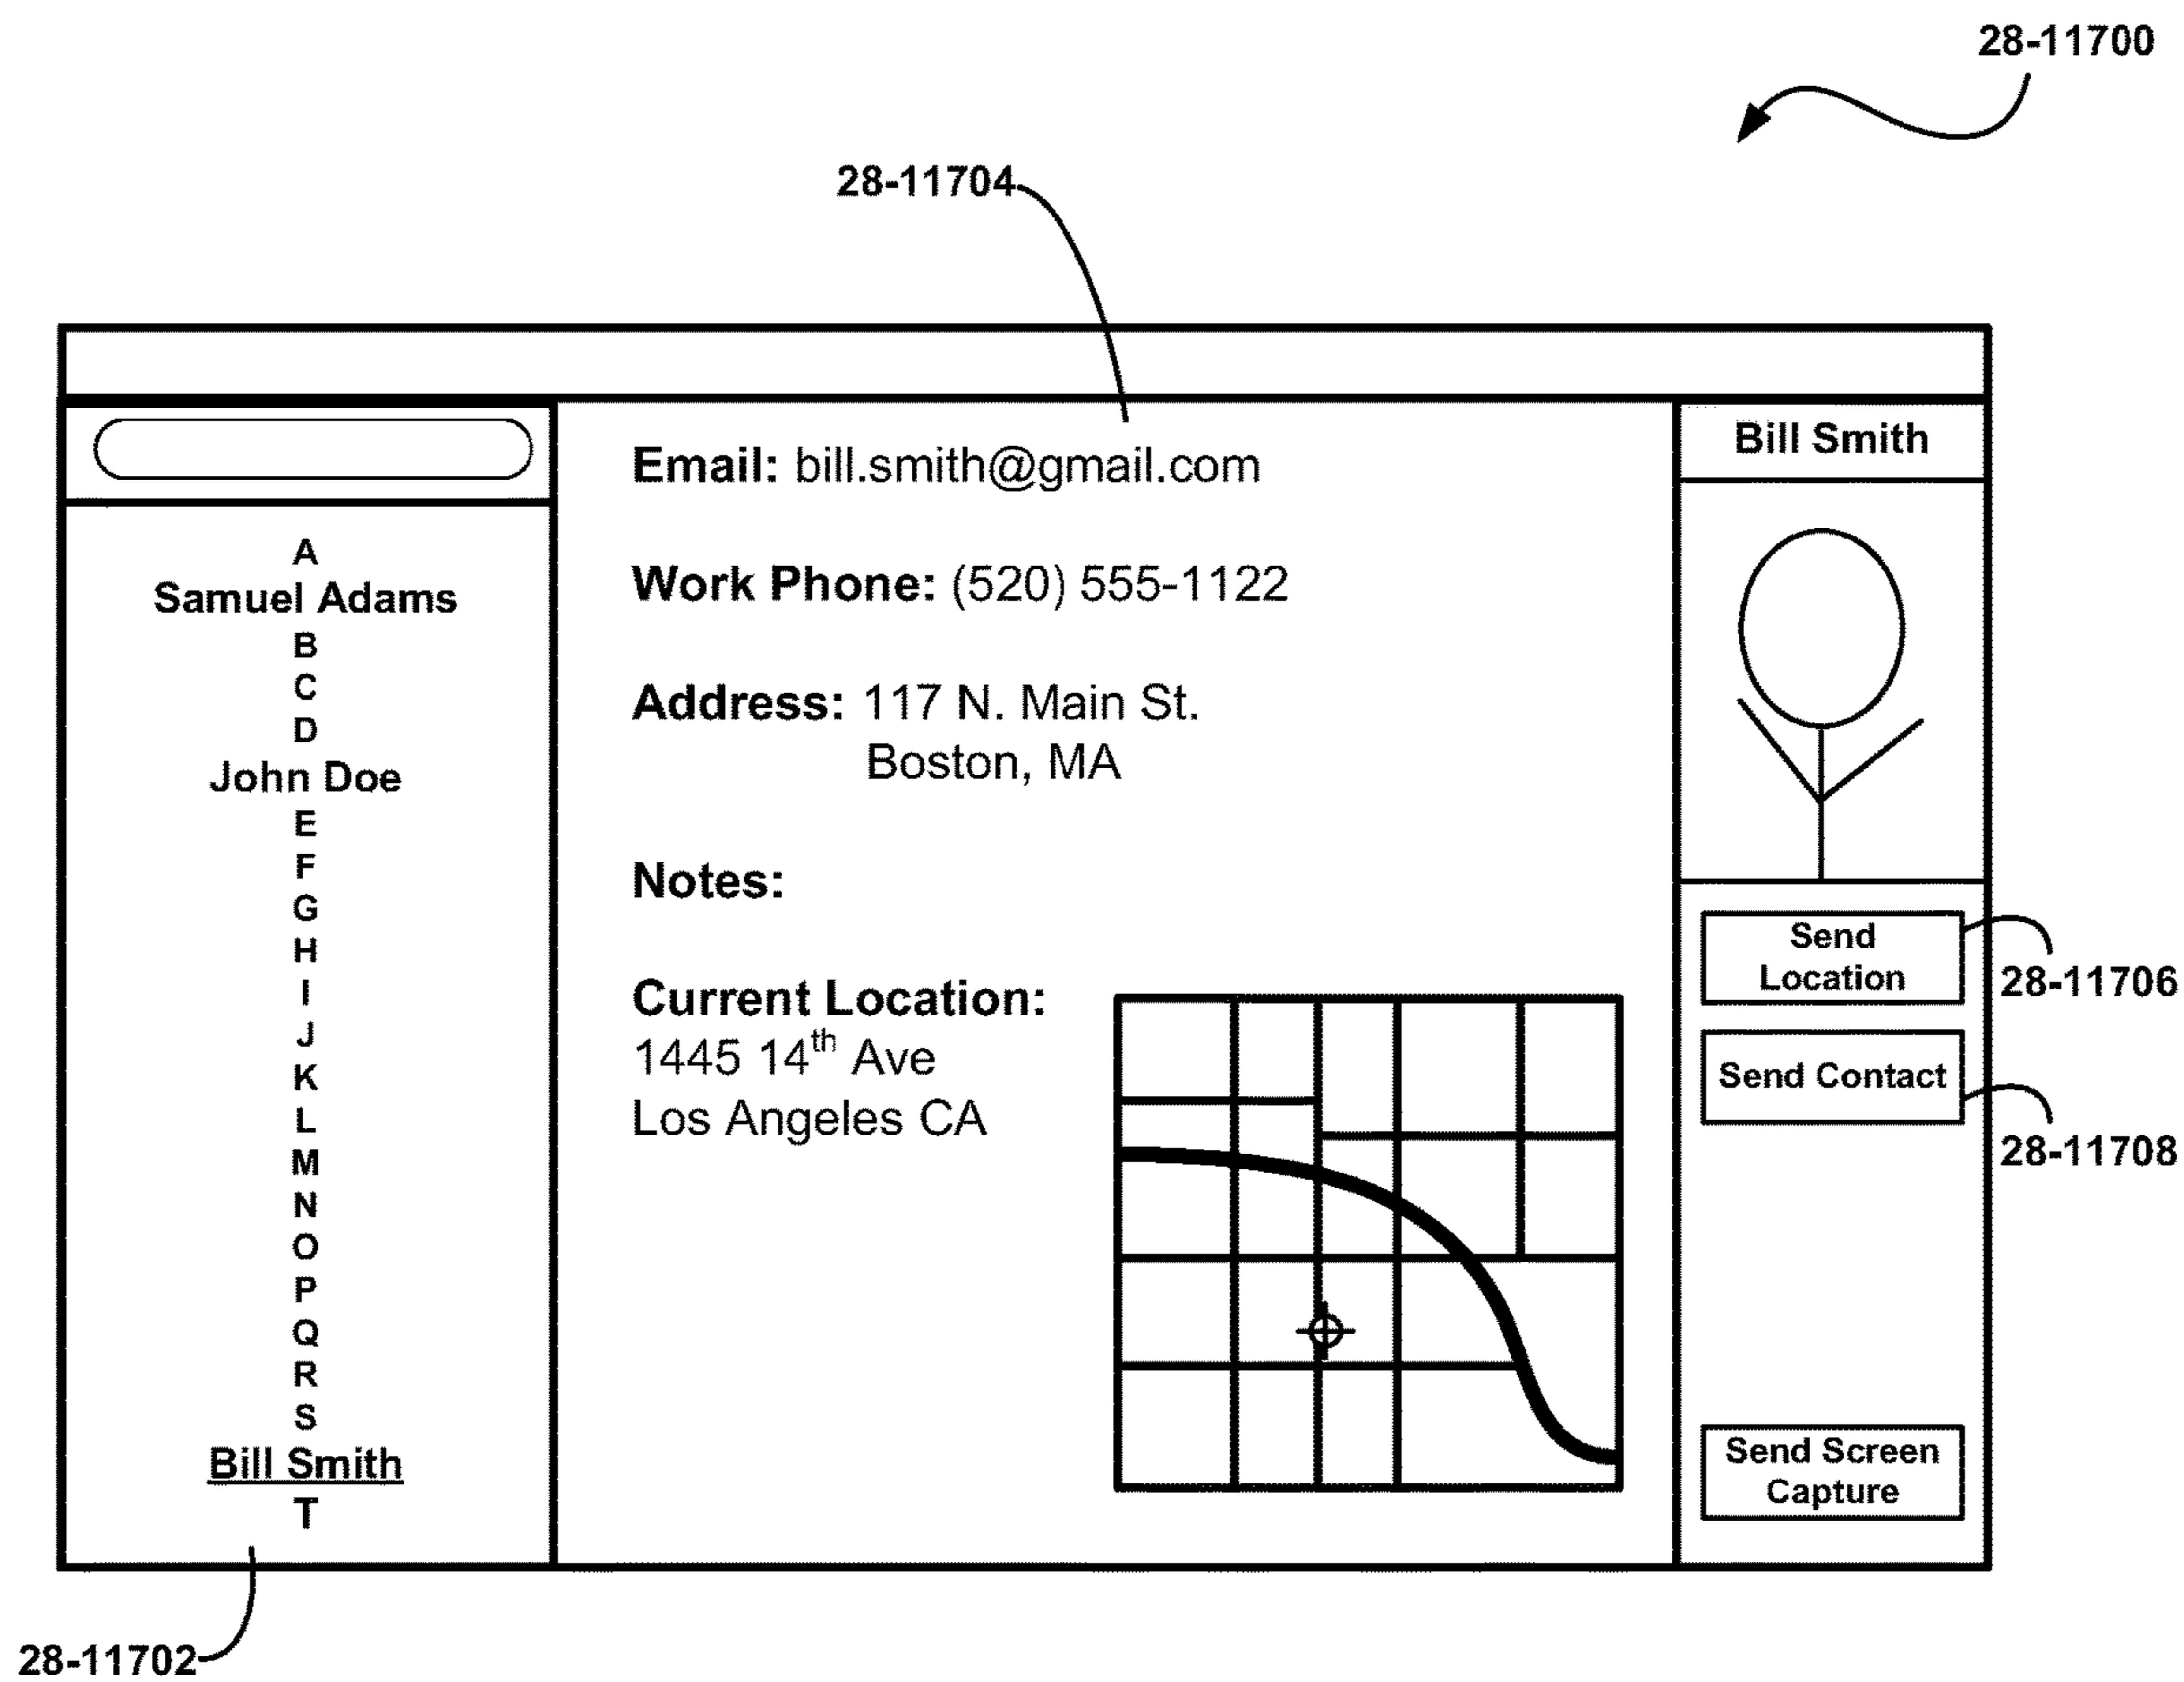 28-11700
28-11704
Bill Smith
Email: bill.smith@gmail.com
Work Phone: (520) 555-1122
Address: 117 N. Main St.
Boston, MA
Notes:
Current Location:
1445 14th Ave
Los Angeles CA
A
Samuel Adams
B
C
D
John Doe
E
F
G
H
I
J
K
L
M
N
O
P
Q
R
S
Bill Smith
T
Send
Location
28-11706
Send Contact
28-11708
Send Screen
Capture
28-11702